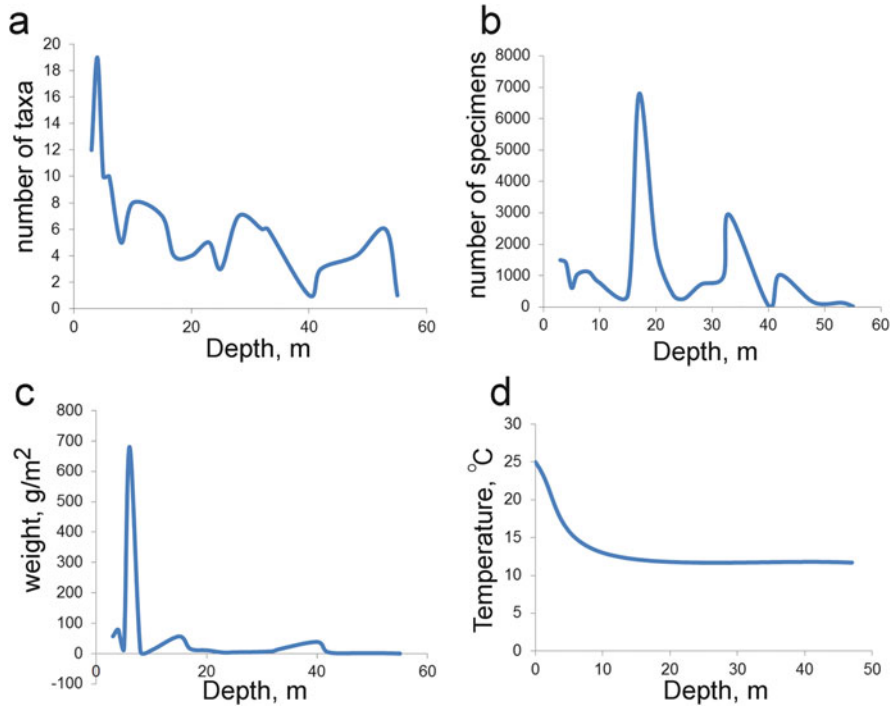 a
number of taxa
20
18
16
14
12
10
8
6
4
2
0
0 20 40 60
Depth, m
b
number of specimens
8000
7000
6000
5000
4000
3000
2000
1000
0
0 10 20 30 40 50 60
Depth, m
c
weight, g/m²
800
700
600
500
400
300
200
100
0
-100
0 20 40 60
Depth, m
d
Temperature, °C
30
25
20
15
10
5
0
0 10 20 30 40 50
Depth, m